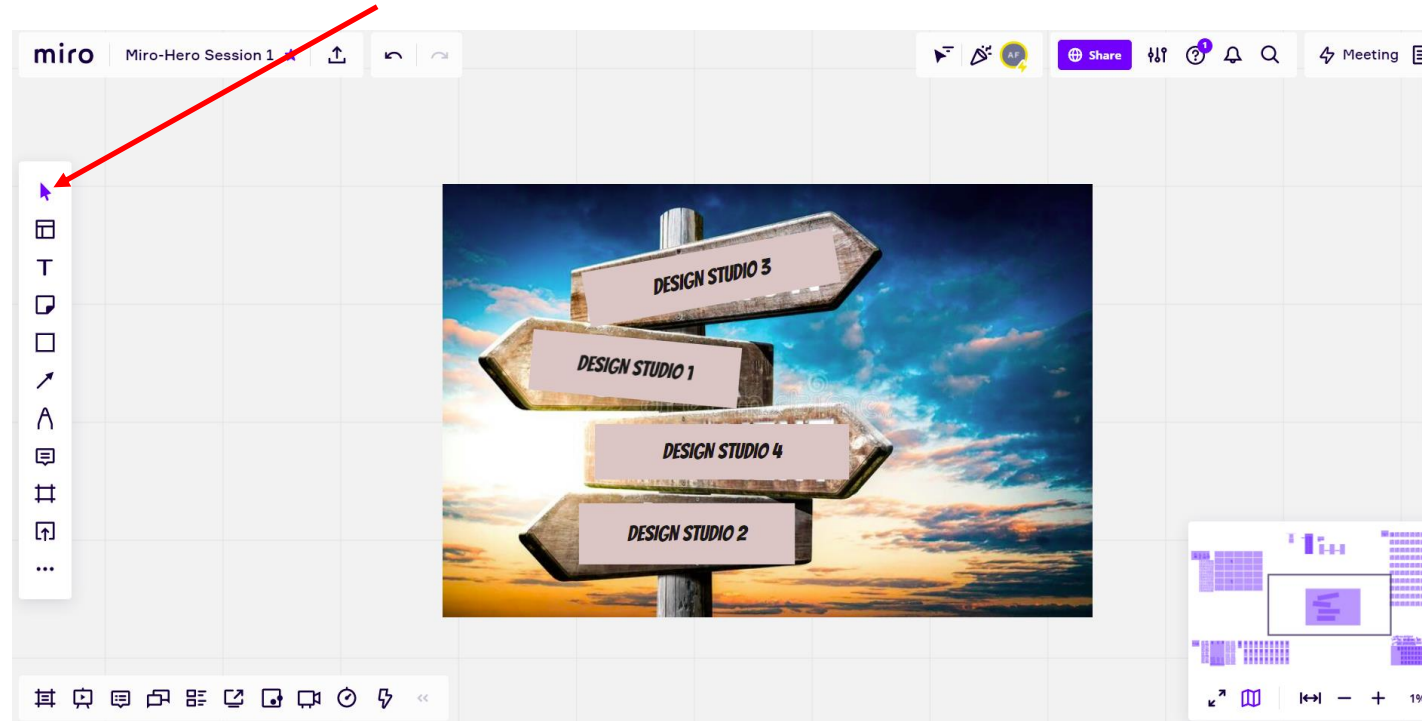 miro
Miro-Hero Session 1
AF
Share
1
Meeting
T
DESIGN STUDIO 3
DESIGN STUDIO 1
DESIGN STUDIO 4
DESIGN STUDIO 2
1%